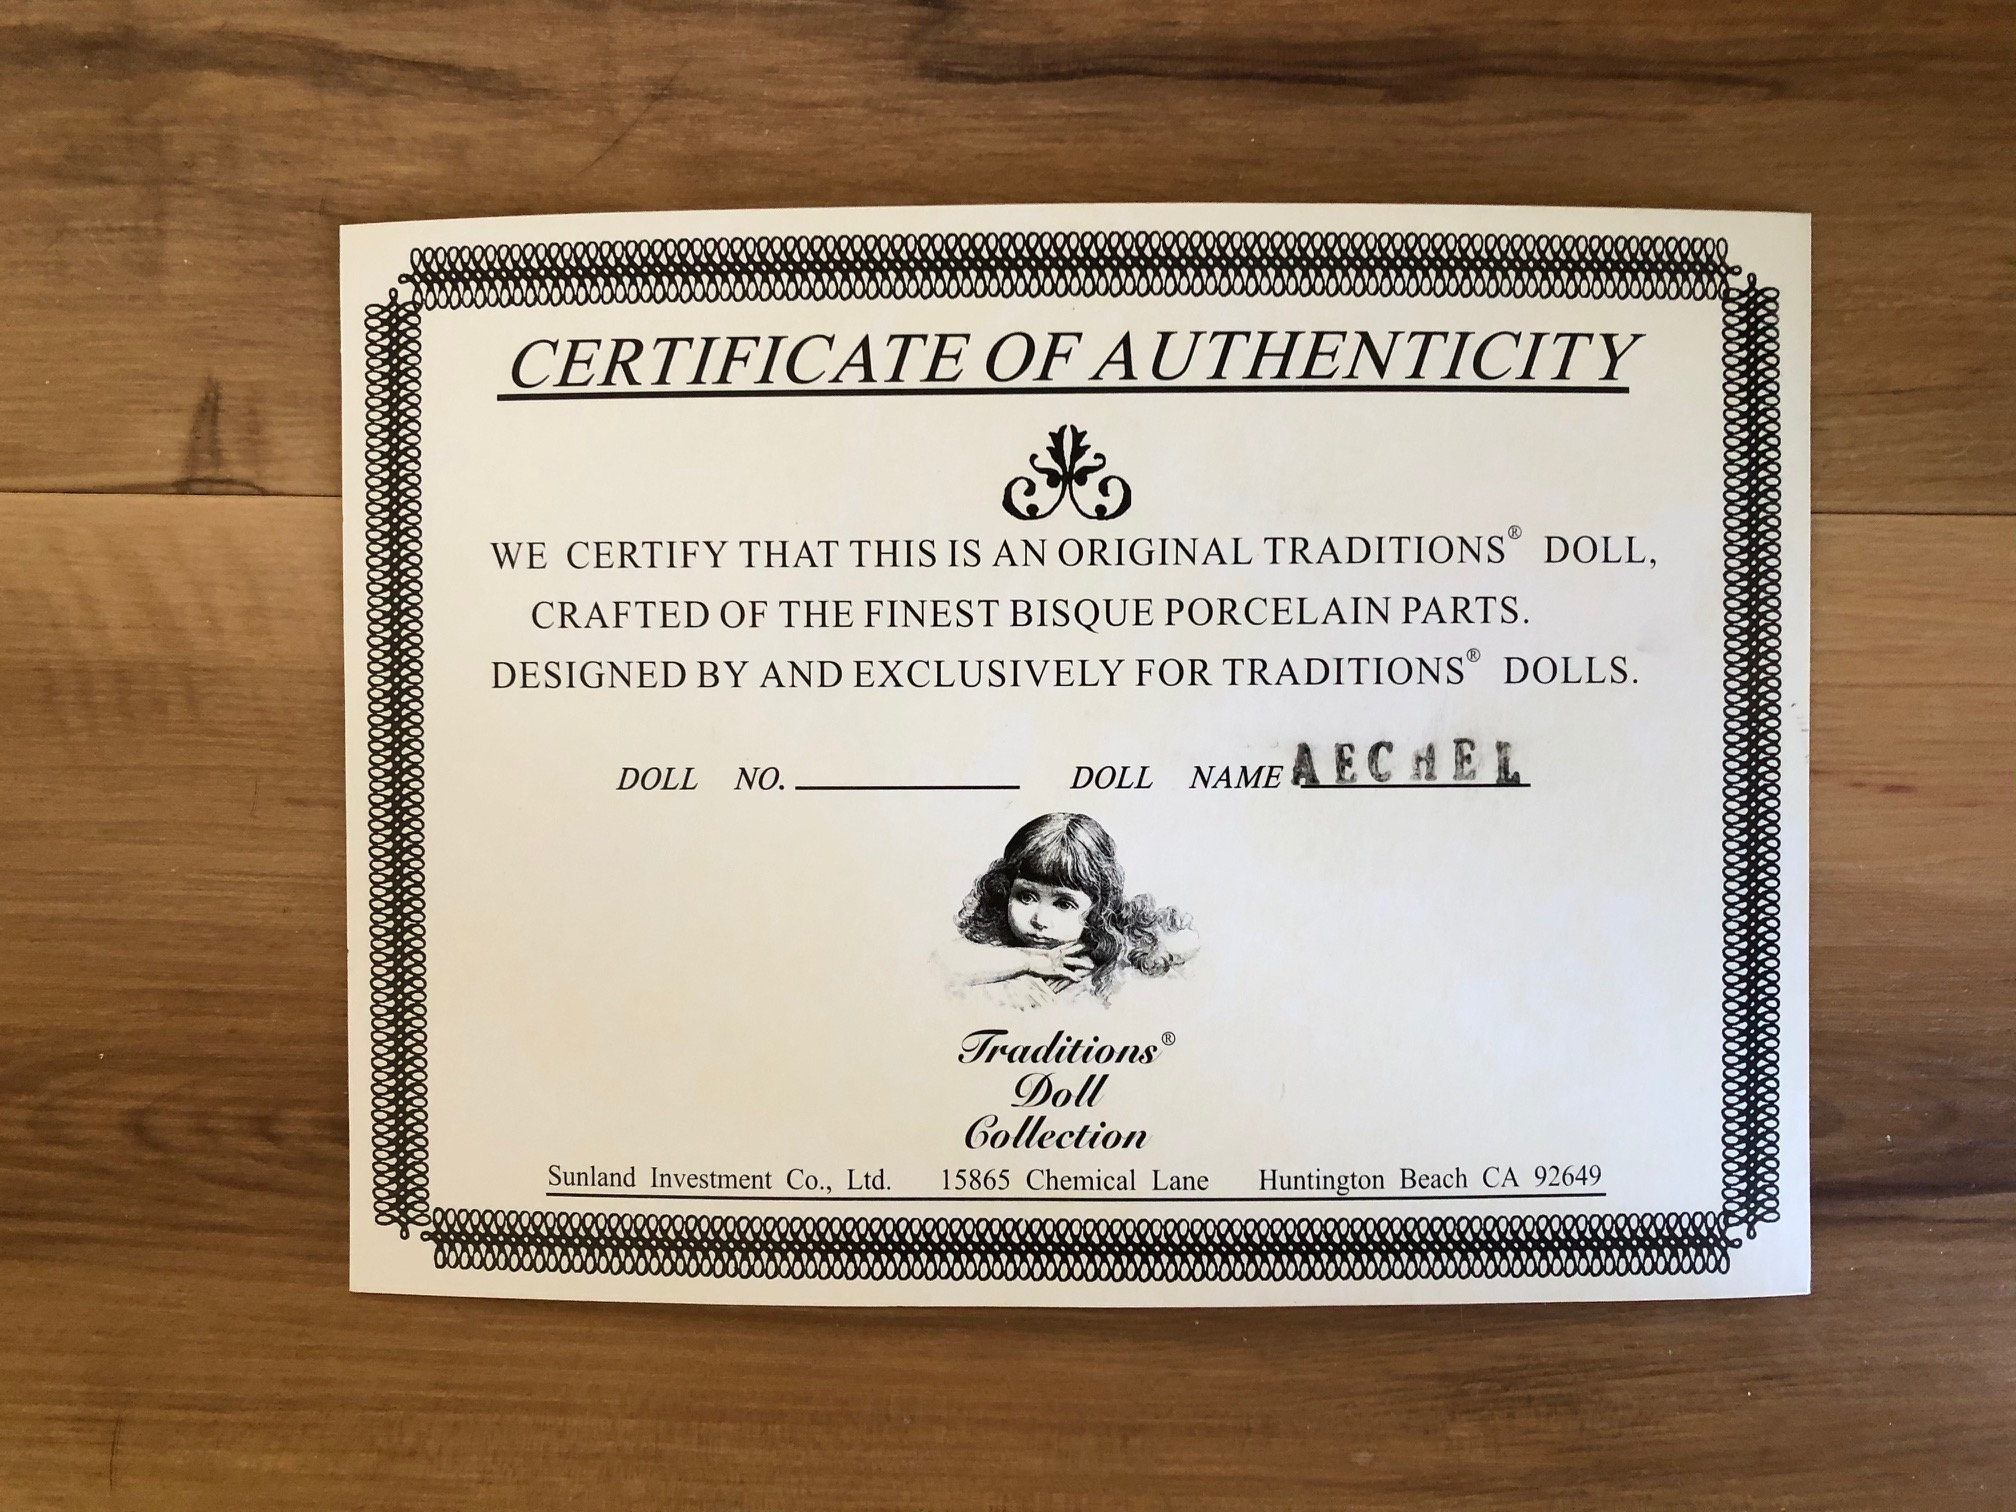 CERTIFICATE OF AUTHENTICITY
WE CERTIFY THAT THIS IS AN ORIGINAL TRADITIONS® DOLL,
CRAFTED OF THE FINEST BISQUE PORCELAIN PARTS.
DESIGNED BY AND EXCLUSIVELY FOR TRADITIONS® DOLLS.
DOLL NO. DOLL NAME AECHEL
Traditions®
Doll
Collection
Sunland Investment Co., Ltd. 15865 Chemical Lane Huntington Beach CA 92649